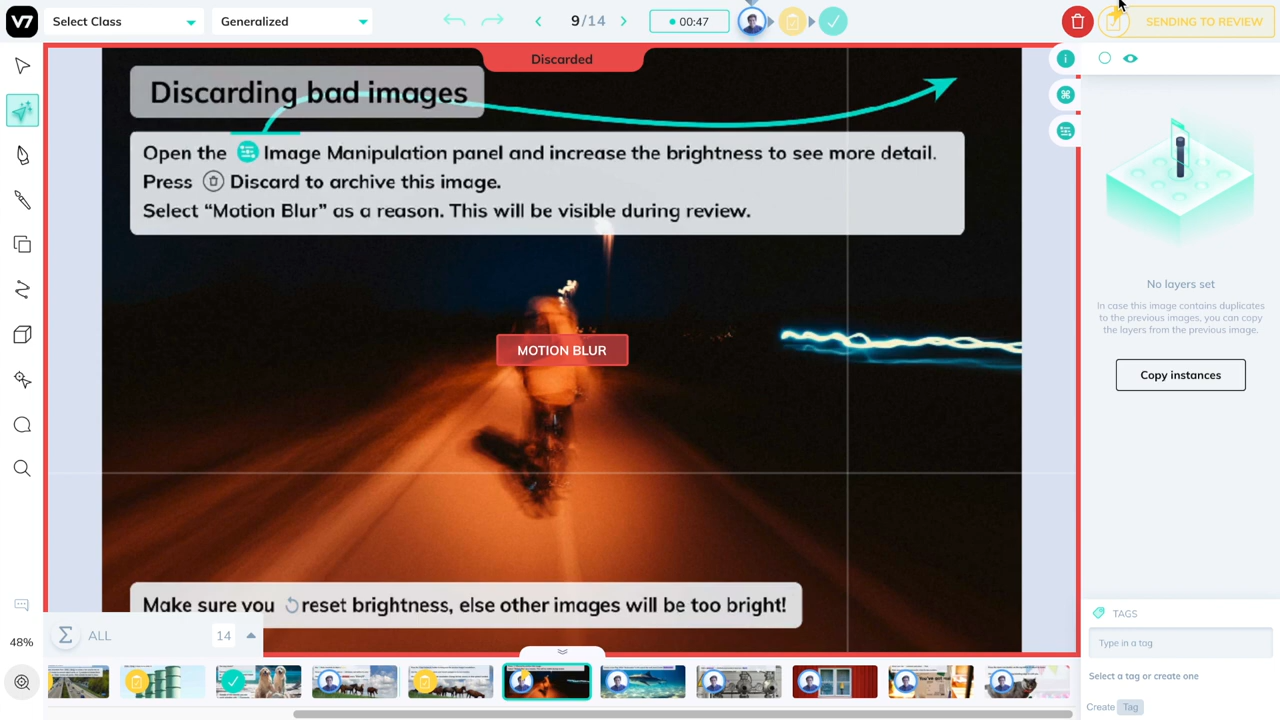 V7
Select Class
Generalized
9/14
00:47
SENDING TO REVIEW
Discarded
Discarding bad images
Open the Image Manipulation panel and increase the brightness to see more detail.
Press Discard to archive this image.
Select “Motion Blur” as a reason. This will be visible during review.
MOTION BLUR
Make sure you reset brightness, else other images will be too bright!
No layers set
In case this image contains duplicates
to the previous images, you can copy
the layers from the previous image.
Copy instances
TAGS
Type in a tag
Select a tag or create one
Create Tag
ALL
14
48%